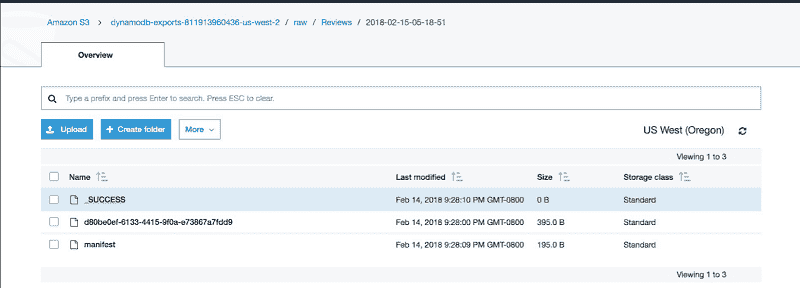 Amazon S3 > dynamodb-exports-811913960436-us-west-2 / raw / Reviews / 2018-02-15-05-18-51
Overview
Type a prefix and press Enter to search. Press ESC to clear.
Upload + Create folder More US West (Oregon)
Viewing 1 to 3
Name Last modified Size Storage class
_SUCCESS Feb 14, 2018 9:28:10 PM GMT-0800 0 B Standard
d80be0ef-6133-4415-9f0a-e73867a7fdd9 Feb 14, 2018 9:28:00 PM GMT-0800 395.0 B Standard
manifest Feb 14, 2018 9:28:09 PM GMT-0800 195.0 B Standard
Viewing 1 to 3